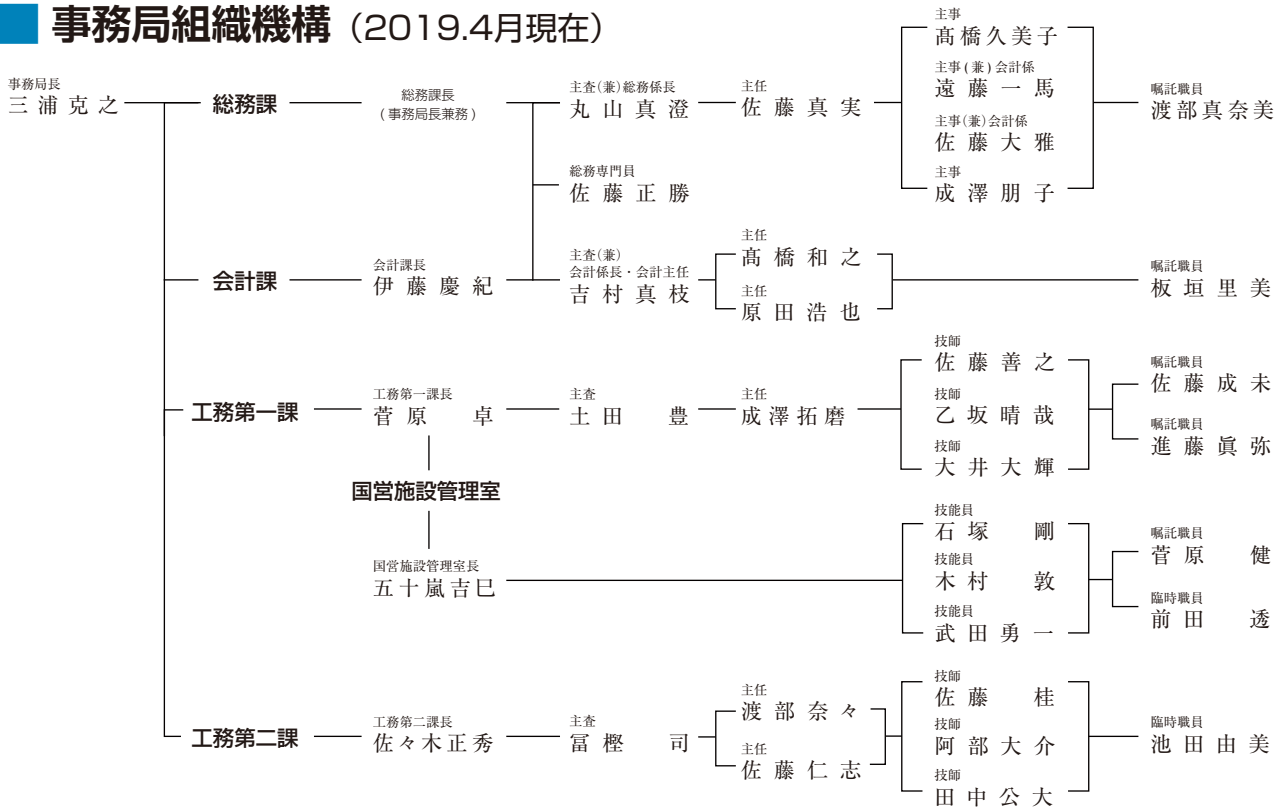 事務局組織機構（2019.4月現在）
事務局長
三浦克之
総務課
総務課長
(事務局長兼務)
主査(兼)総務係長
丸山真澄
主任
佐藤真実
主事
髙橋久美子
主事(兼)会計係
遠藤一馬
主事(兼)会計係
佐藤大雅
主事
成澤朋子
嘱託職員
渡部真奈美
総務専門員
佐藤正勝
会計課
会計課長
伊藤慶紀
主査(兼)
会計係長・会計主任
吉村真枝
主任
髙橋和之
主任
原田浩也
嘱託職員
板垣里美
工務第一課
工務第一課長
菅原　卓
主査
土田　豊
主任
成澤拓磨
技師
佐藤善之
技師
乙坂晴哉
技師
大井大輝
嘱託職員
佐藤成未
嘱託職員
進藤眞弥
国営施設管理室
国営施設管理室長
五十嵐吉巳
技能員
石塚　剛
技能員
木村　敦
技能員
武田勇一
嘱託職員
菅原　健
臨時職員
前田　透
工務第二課
工務第二課長
佐々木正秀
主査
冨樫　司
主任
渡部奈々
主任
佐藤仁志
技師
佐藤　桂
技師
阿部大介
技師
田中公大
臨時職員
池田由美